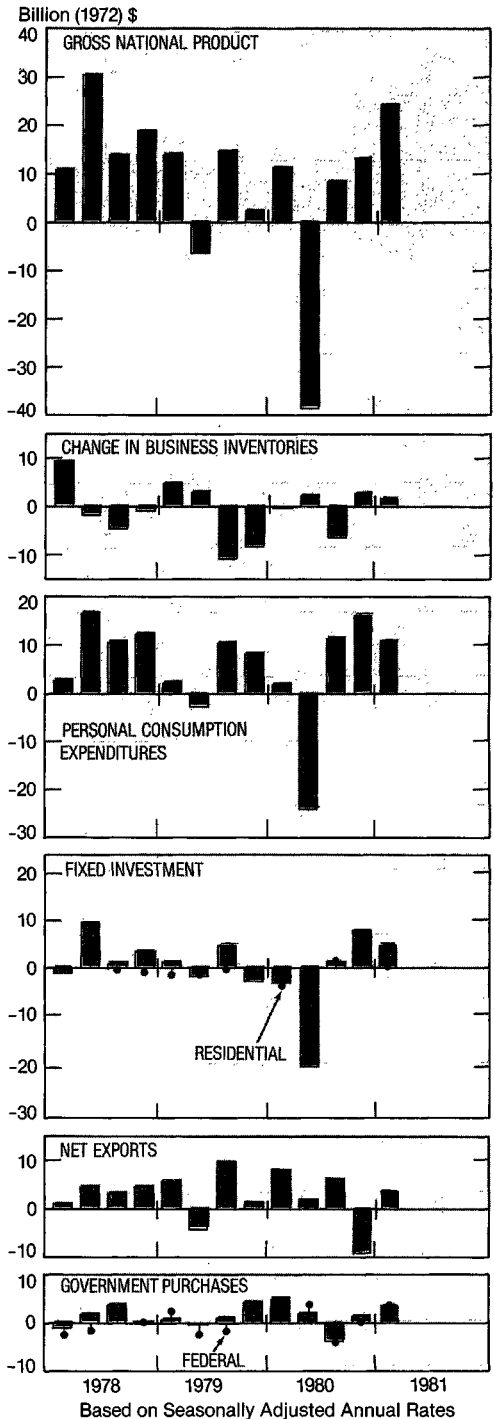 Billion (1972) $
GROSS NATIONAL PRODUCT
40
30
20
10
0
-10
-20
-30
-40
CHANGE IN BUSINESS INVENTORIES
10
0
-10
PERSONAL CONSUMPTION
EXPENDITURES
20
10
0
-10
-20
-30
FIXED INVESTMENT
20
10
0
-10
-20
-30
RESIDENTIAL
NET EXPORTS
10
0
-10
GOVERNMENT PURCHASES
10
0
-10
FEDERAL
1978 1979 1980 1981
Based on Seasonally Adjusted Annual Rates